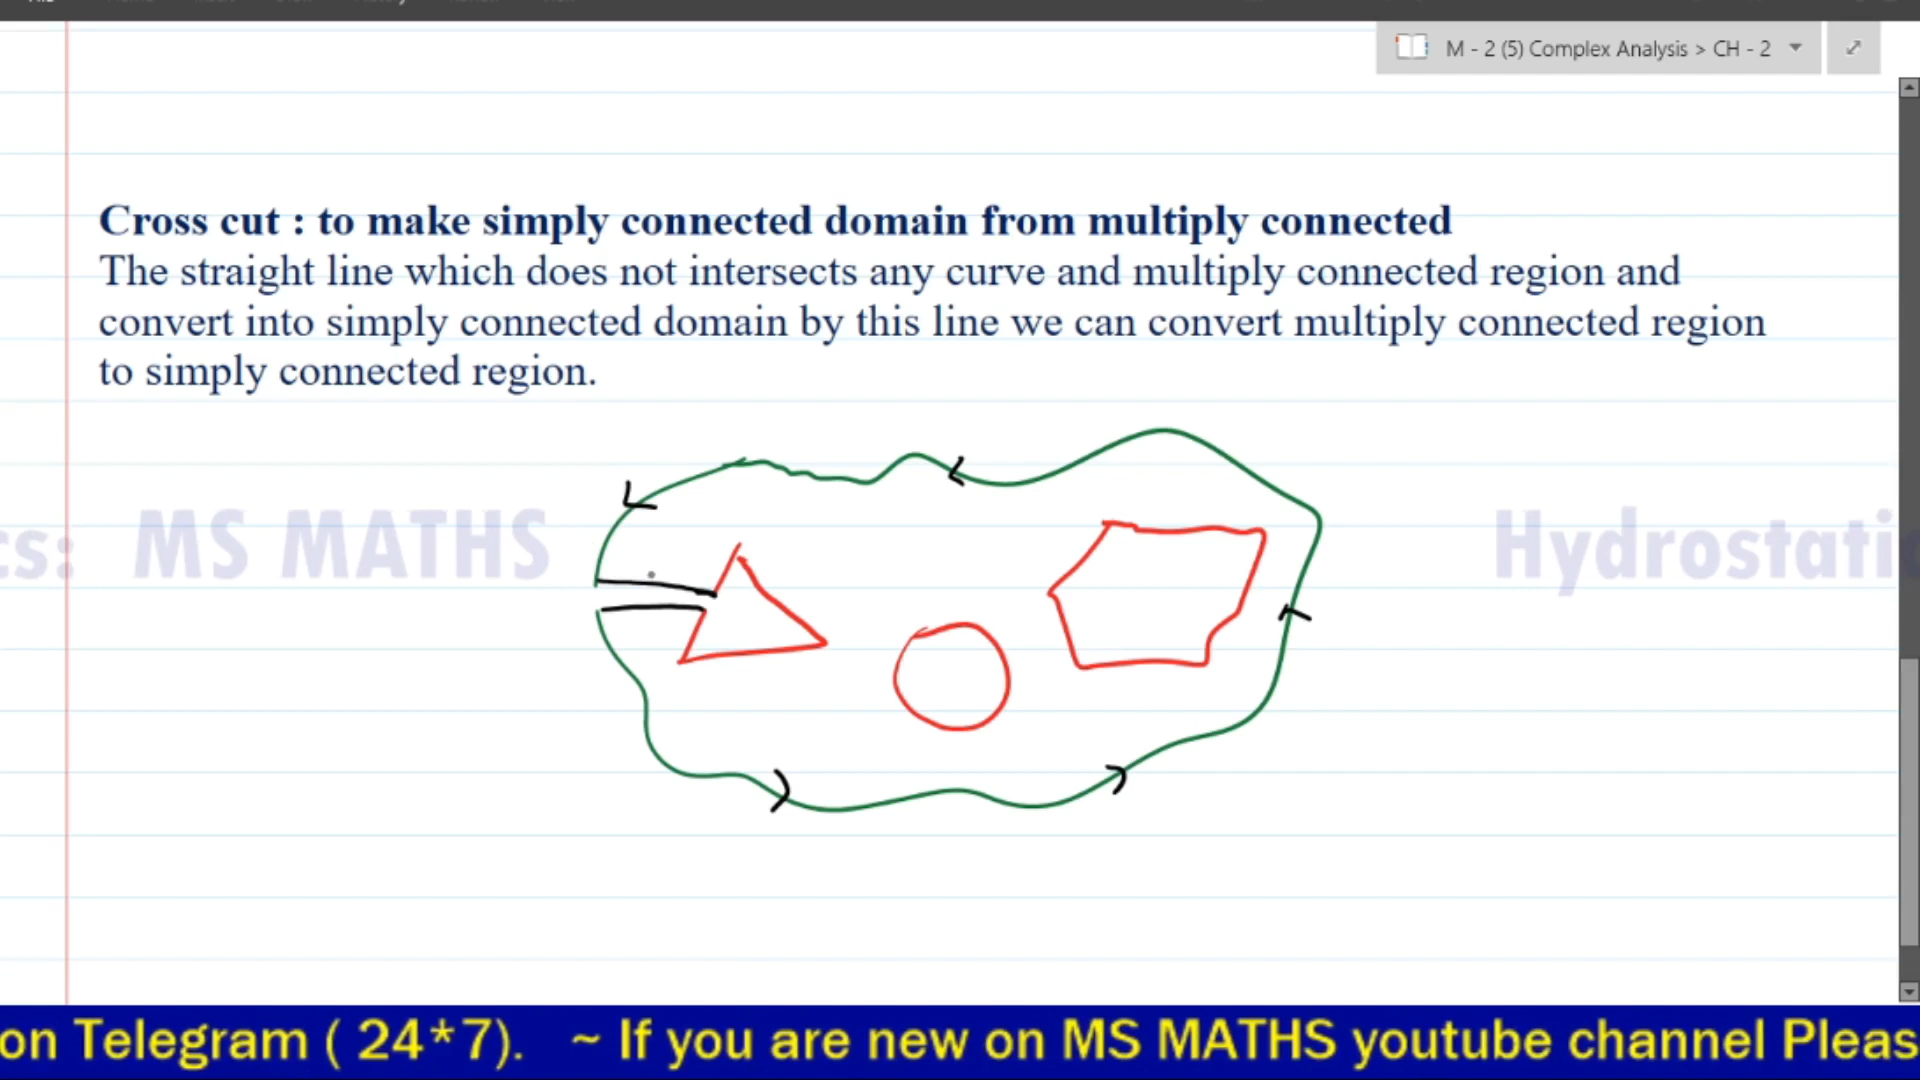 M - 2 (5) Complex Analysis > CH - 2
Cross cut : to make simply connected domain from multiply connected
The straight line which does not intersects any curve and multiply connected region and
convert into simply connected domain by this line we can convert multiply connected region
to simply connected region.
cs: MS MATHS Hydrostatic
on Telegram ( 24*7). ~ If you are new on MS MATHS youtube channel Pleas